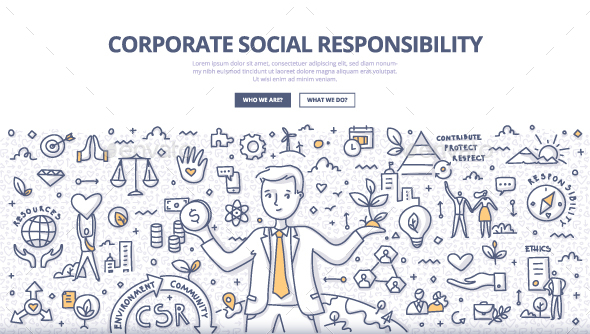 CORPORATE SOCIAL RESPONSIBILITY
Lorem ipsum dolor sit amet, consectetuer adipiscing elit, sed diam nonum-
my nibh euismod tincidunt ut laoreet dolore magna aliquam erat volutpat.
Ut wisi enim ad minim veniam.
WHO WE ARE?
WHAT WE DO?
CONTRIBUTE
PROTECT
RESPECT
RESOURCES
RESPONSIBILITY
$
ETHICS
ENVIRONMENT
COMMUNITY
CSR